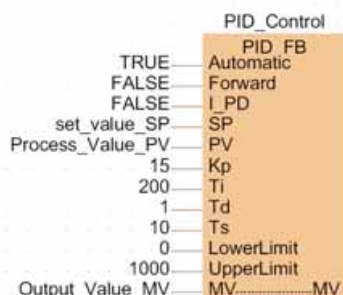 PID_Control
PID_FB
TRUE Automatic
FALSE Forward
FALSE I_PD
set_value_SP SP
Process_Value_PV PV
15 Kp
200 Ti
1 Td
10 Ts
0 LowerLimit
1000 UpperLimit
Output_Value_MV MV MV